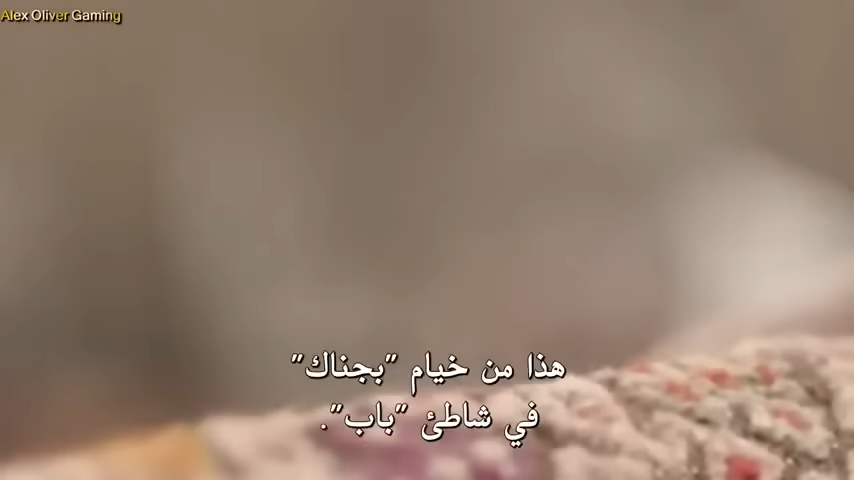 Alex Oliver Gaming
هذا من خيام "بجناك"
في شاطئ "باب".